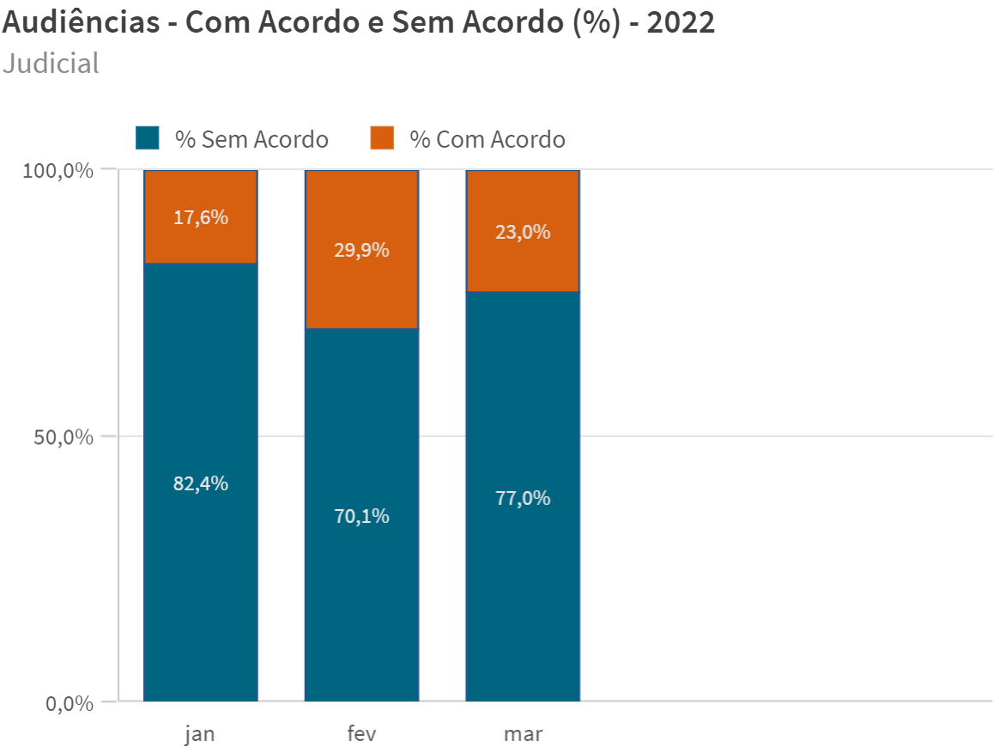 Audiências - Com Acordo e Sem Acordo (%) - 2022
Judicial
% Sem Acordo % Com Acordo
100,0%
17,6%
23,0%
29,9%
50,0%
82,4%
77,0%
70,1%
0,0%
jan fev mar